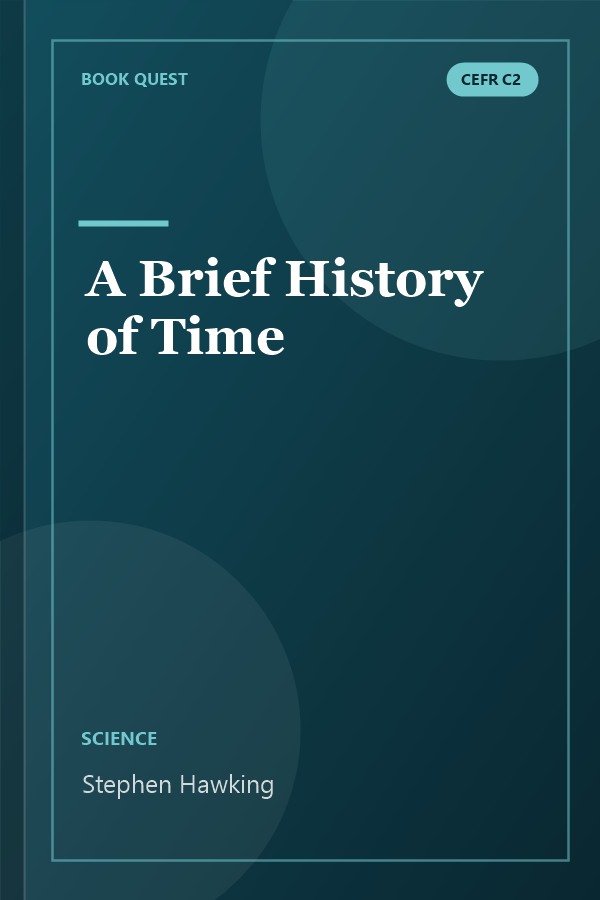 BOOK QUEST
CEFR C2
A Brief History
of Time
SCIENCE
Stephen Hawking